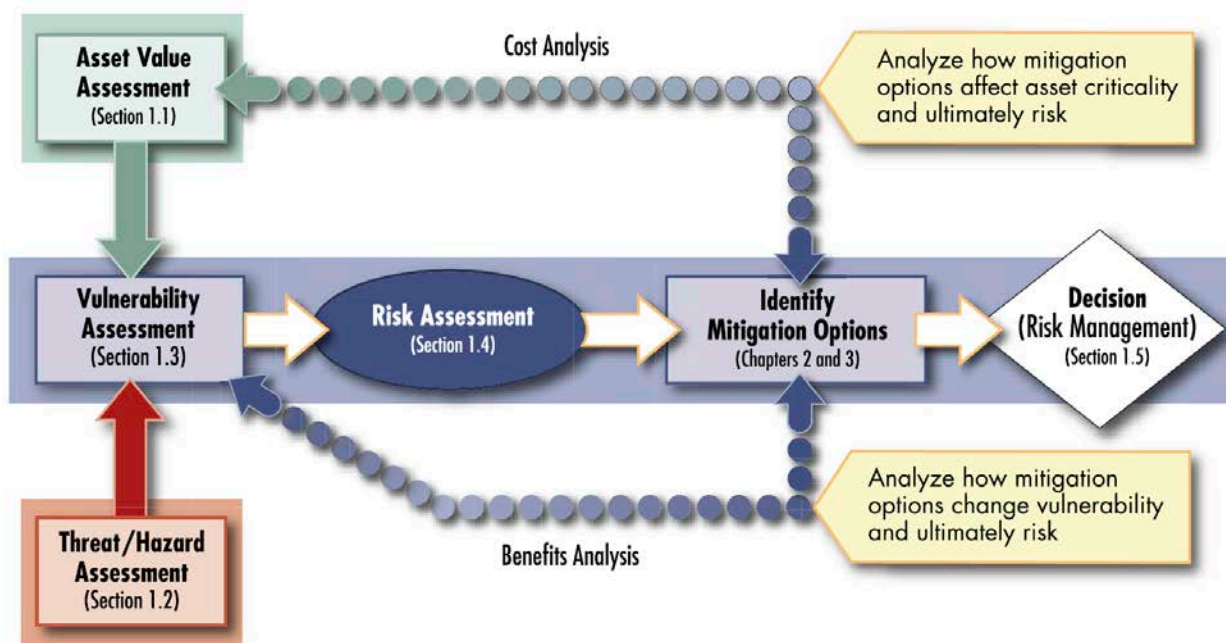 Asset Value
Assessment
(Section 1.1)
Cost Analysis
Analyze how mitigation
options affect asset criticality
and ultimately risk
Vulnerability
Assessment
(Section 1.3)
Risk Assessment
(Section 1.4)
Identify
Mitigation Options
(Chapters 2 and 3)
Decision
(Risk Management)
(Section 1.5)
Threat/Hazard
Assessment
(Section 1.2)
Benefits Analysis
Analyze how mitigation
options change vulnerability
and ultimately risk